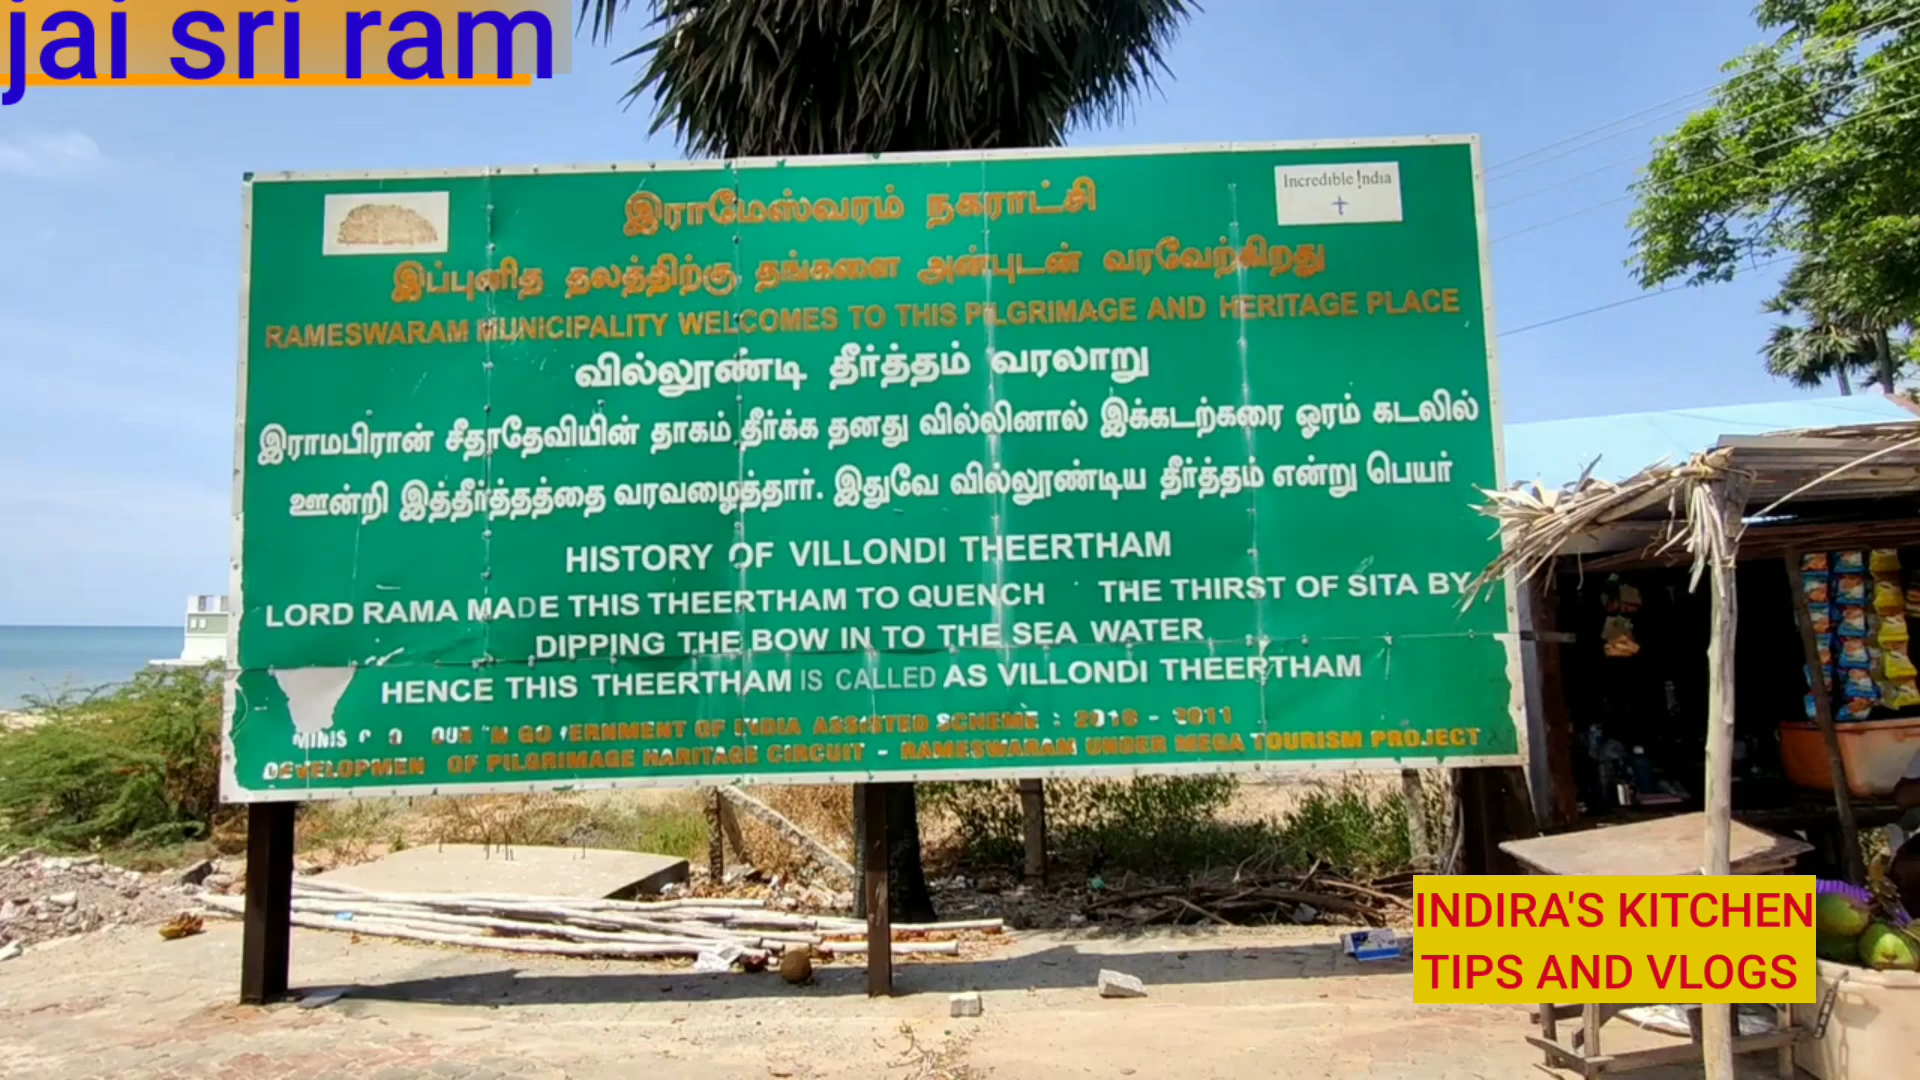 jai sri ram
Incredible !ndia
இராமேஸ்வரம் நகராட்சி
இப்புனித தலத்திற்கு தங்களை அன்புடன் வரவேற்கிறது
RAMESWARAM MUNICIPALITY WELCOMES TO THIS PILGRIMAGE AND HERITAGE PLACE
வில்லூண்டி தீர்த்தம் வரலாறு
இராமபிரான் சீதாதேவியின் தாகம் தீர்க்க தனது வில்லினால் இக்கடற்கரை ஓரம் கடலில்
ஊன்றி இத்தீர்த்தத்தை வரவழைத்தார். இதுவே வில்லூண்டிய தீர்த்தம் என்று பெயர்
HISTORY OF VILLONDI THEERTHAM
LORD RAMA MADE THIS THEERTHAM TO QUENCH THE THIRST OF SITA BY
DIPPING THE BOW IN TO THE SEA WATER
HENCE THIS THEERTHAM IS CALLED AS VILLONDI THEERTHAM
OF INDIA ASSISTED SCHEME :
DEVELOPMEN OF PILGRIMAGE HARITAGE CIRCUIT - RAMESWARAM UNDER MEGA TOURISM PROJECT
INDIRA'S KITCHEN
TIPS AND VLOGS